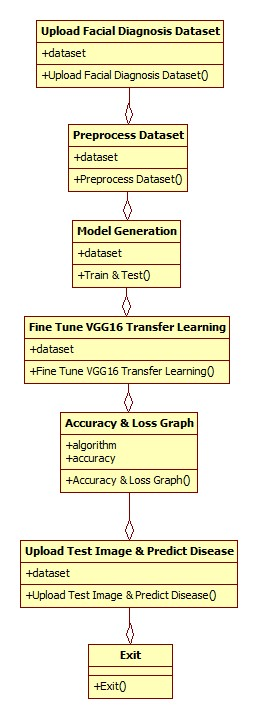 Upload Facial Diagnosis Dataset
+dataset
+Upload Facial Diagnosis Dataset()
Preprocess Dataset
+dataset
+Preprocess Dataset()
Model Generation
+dataset
+Train & Test()
Fine Tune VGG16 Transfer Learning
+dataset
+Fine Tune VGG16 Transfer Learning()
Accuracy & Loss Graph
+algorithm
+accuracy
+Accuracy & Loss Graph()
Upload Test Image & Predict Disease
+dataset
+Upload Test Image & Predict Disease()
Exit
+Exit()